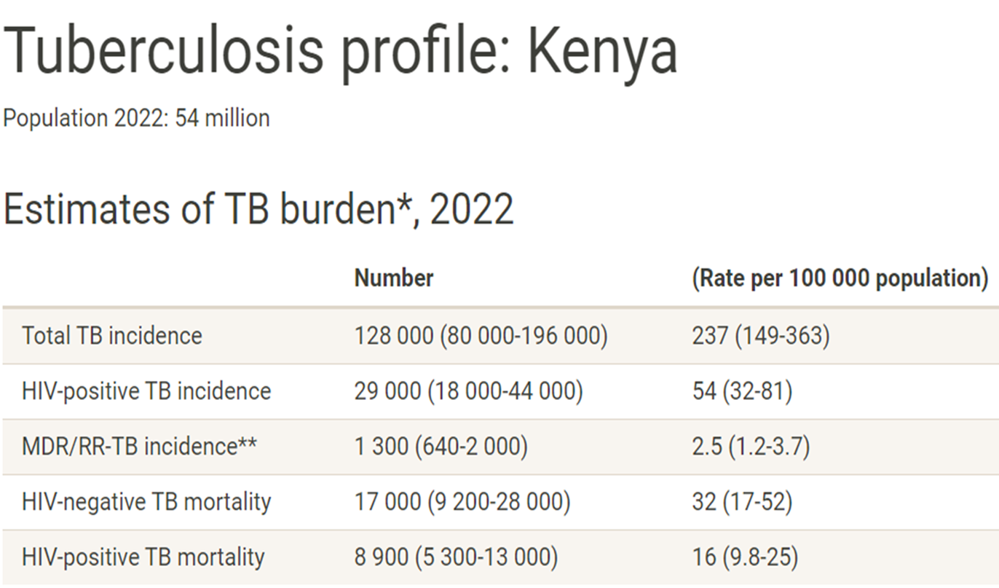 Tuberculosis profile: Kenya
Population 2022: 54 million
Estimates of TB burden*, 2022
Number (Rate per 100 000 population)
Total TB incidence 128 000 (80 000-196 000) 237 (149-363)
HIV-positive TB incidence 29 000 (18 000-44 000) 54 (32-81)
MDR/RR-TB incidence** 1 300 (640-2 000) 2.5 (1.2-3.7)
HIV-negative TB mortality 17 000 (9 200-28 000) 32 (17-52)
HIV-positive TB mortality 8 900 (5 300-13 000) 16 (9.8-25)